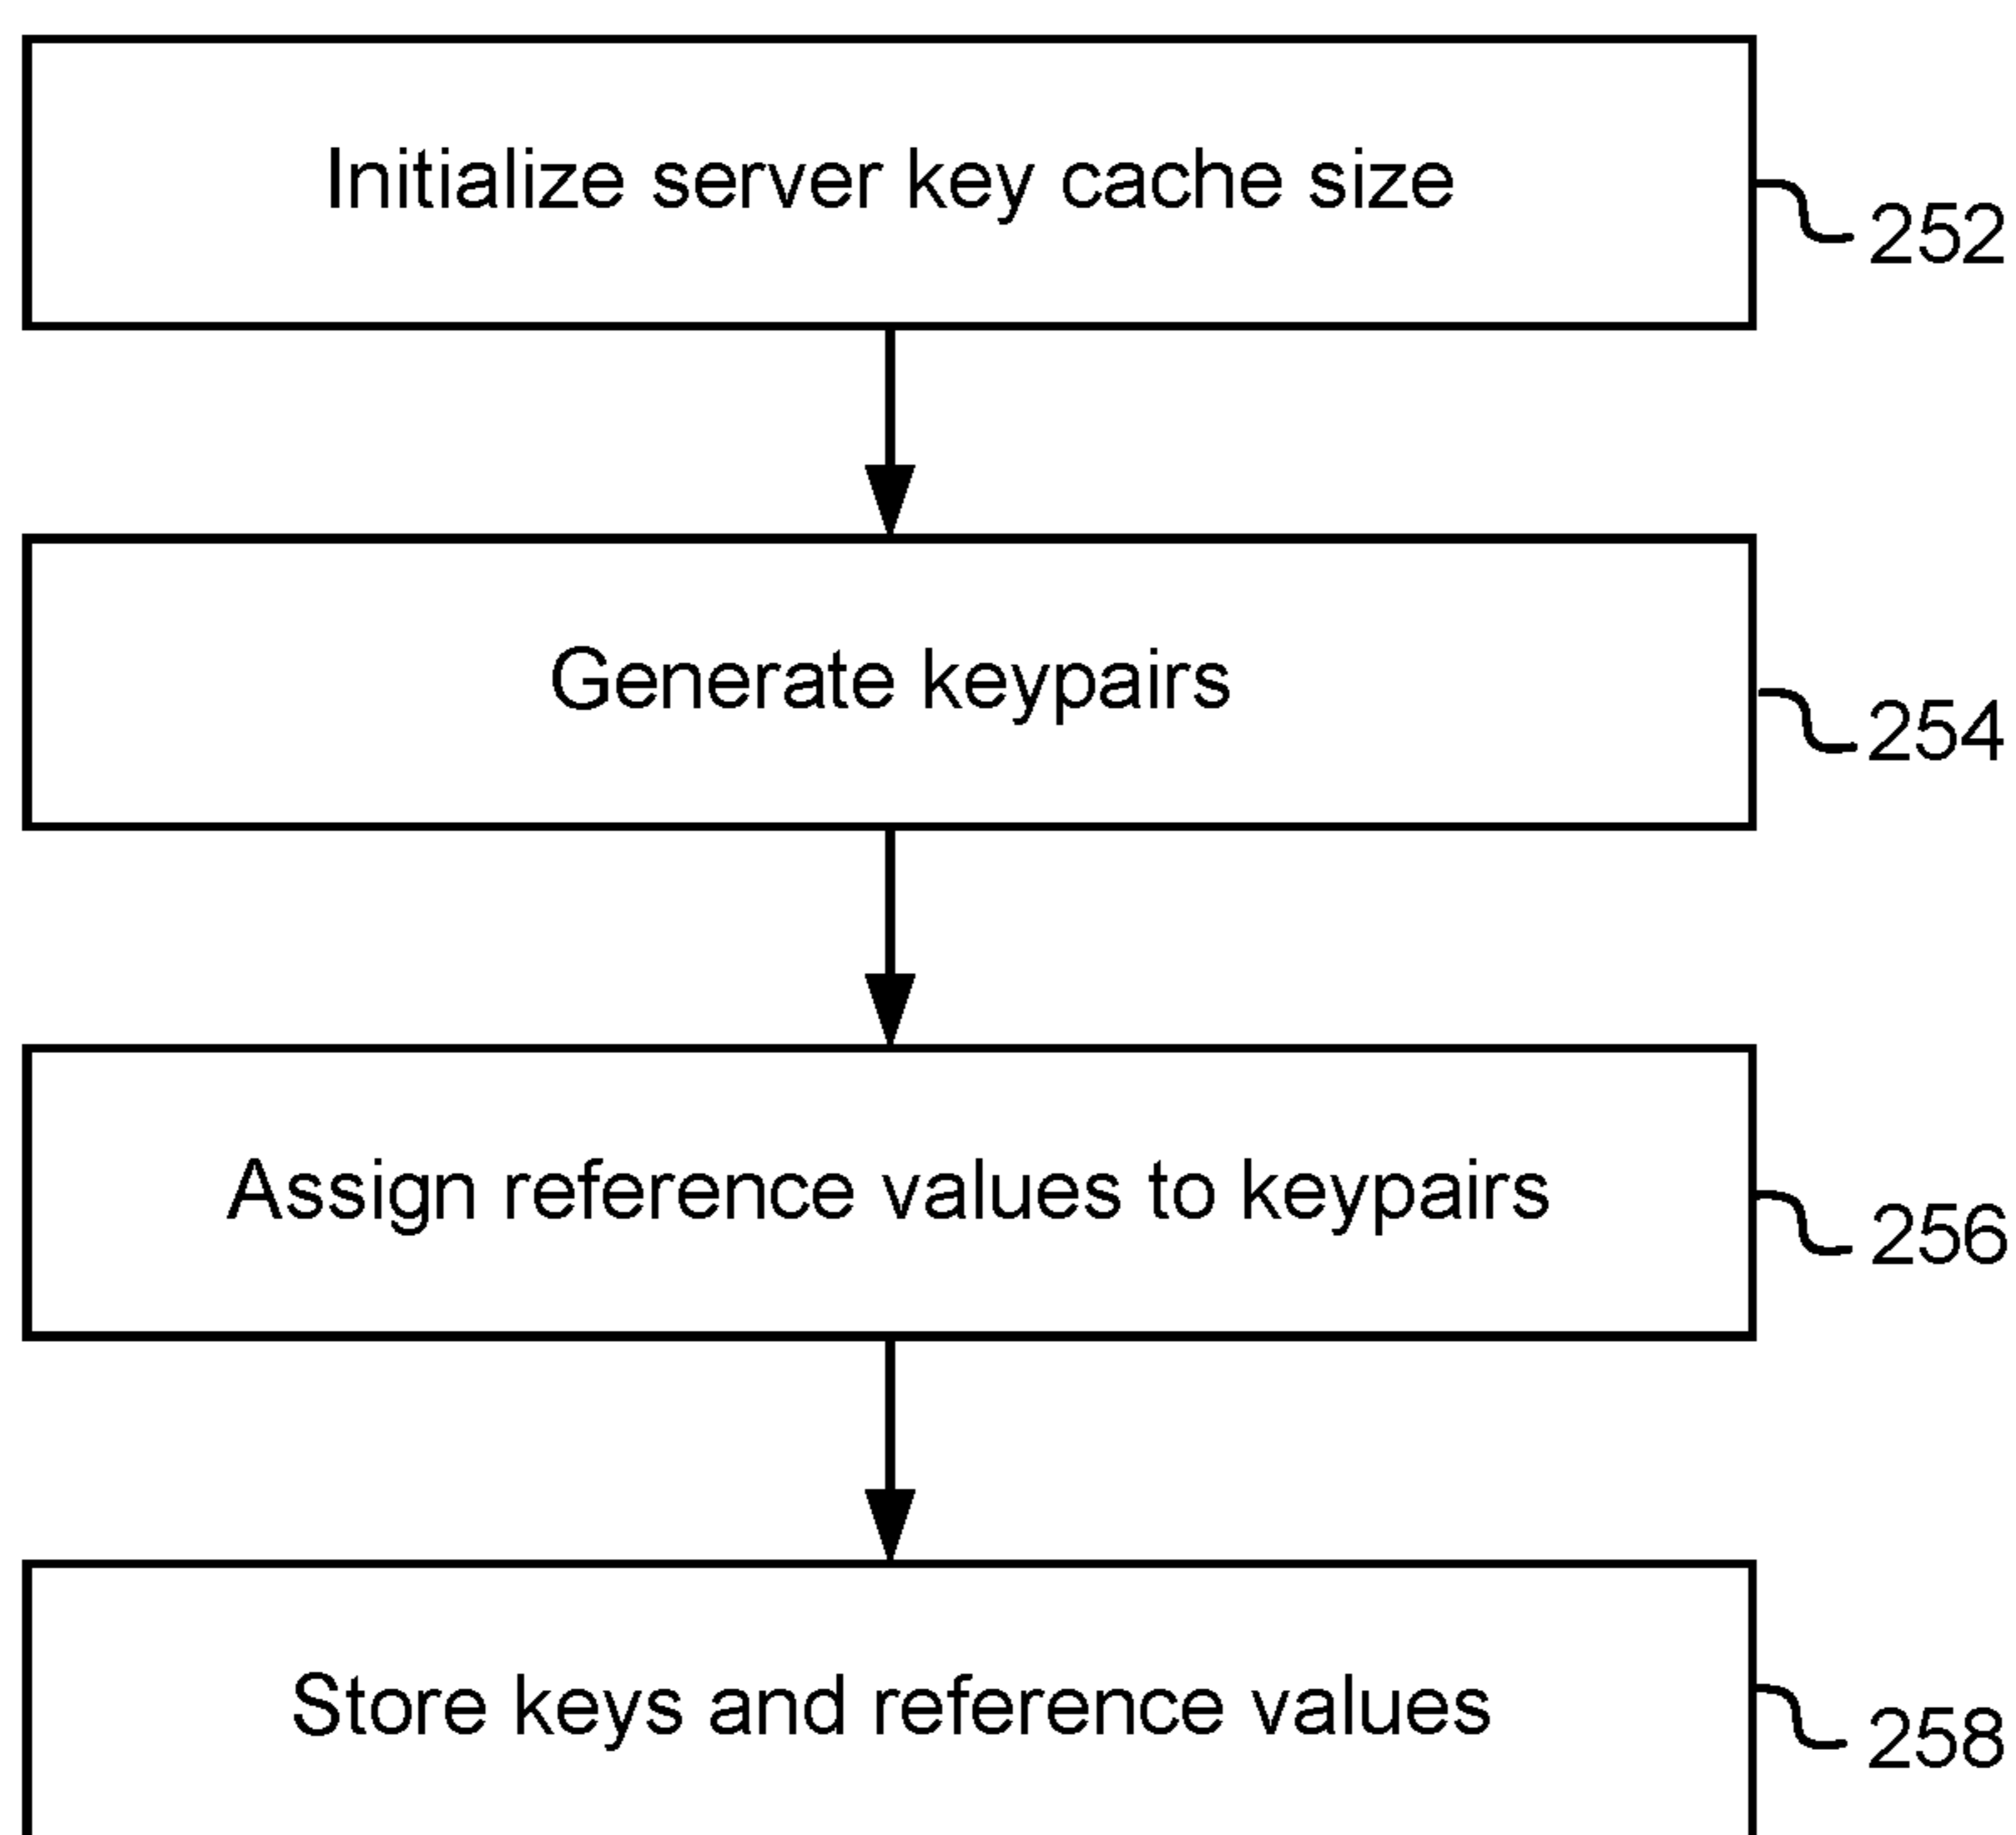 Initialize server key cache size
252
Generate keypairs
254
Assign reference values to keypairs
256
Store keys and reference values
258